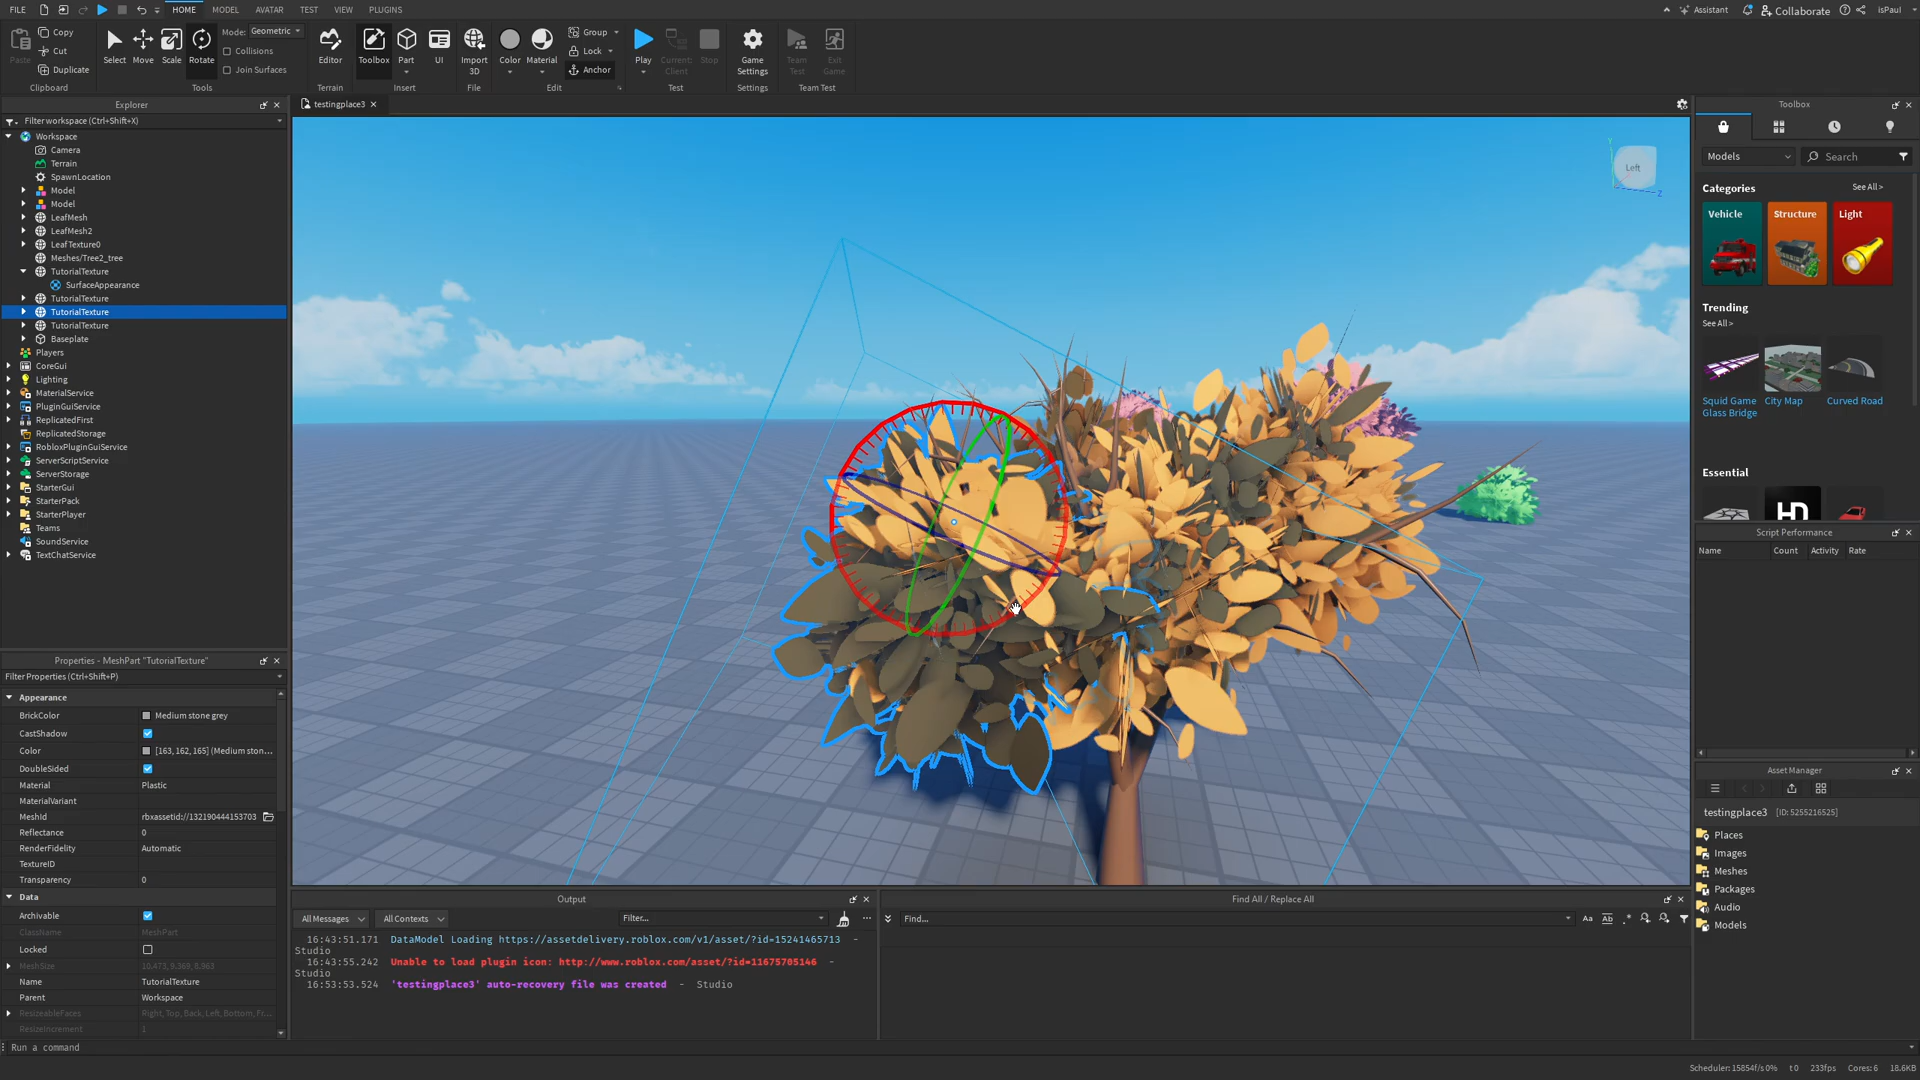 FILE HOME MODEL AVATAR TEST VIEW PLUGINS Assistant Collaborate isPaul
Paste Copy Cut Duplicate Clipboard
Select Move Scale Rotate Mode: Geometric Collisions Join Surfaces Tools
Editor Terrain
Toolbox Part UI Insert
Import 3D File
Color Material Group Lock Anchor Edit
Play Current: Client Stop Test
Game Settings Settings
Team Test Exit Game Team Test
Explorer
Filter workspace (Ctrl+Shift+X)
Workspace
Camera
Terrain
SpawnLocation
Model
Model
LeafMesh
LeafMesh2
LeafTexture0
Meshes/Tree2_tree
TutorialTexture
SurfaceAppearance
TutorialTexture
TutorialTexture
TutorialTexture
Baseplate
Players
CoreGui
Lighting
MaterialService
PluginGuiService
ReplicatedFirst
ReplicatedStorage
RobloxPluginGuiService
ServerScriptService
ServerStorage
StarterGui
StarterPack
StarterPlayer
Teams
SoundService
TextChatService
Properties - MeshPart "TutorialTexture"
Filter Properties (Ctrl+Shift+P)
Appearance
BrickColor Medium stone grey
CastShadow
Color [163, 162, 165] (Medium ston...
DoubleSided
Material Plastic
MaterialVariant
MeshId rbxassetid://132190444153703
Reflectance 0
RenderFidelity Automatic
TextureID
Transparency 0
Data
Archivable
ClassName MeshPart
Locked
MeshSize 18.473, 9.369, 8.963
Name TutorialTexture
Parent Workspace
ResizeableFaces Right, Top, Back, Left, Bottom, Fr...
ResizeIncrement 1
Run a command
testingplace3
Left
Y
Z
Output
All Messages All Contexts Filter...
16:43:51.171 DataModel Loading https://assetdelivery.roblox.com/v1/asset/?id=15241465713 -
Studio
16:43:55.242 Unable to load plugin icon: http://www.roblox.com/asset/?id=11675705146 -
Studio
16:53:53.524 'testingplace3' auto-recovery file was created - Studio
Find All / Replace All
Find...
Aa Ab .*
Toolbox
Models Search
Categories See All >
Vehicle Structure Light
Trending
See All >
Squid Game Glass Bridge
City Map
Curved Road
Essential
HD
Script Performance
Name Count Activity Rate
Asset Manager
testingplace3 [ID: 5255216525]
Places
Images
Meshes
Packages
Audio
Models
Scheduler: 15854f/s 0% t 0 233fps Cores: 6 18.6KB